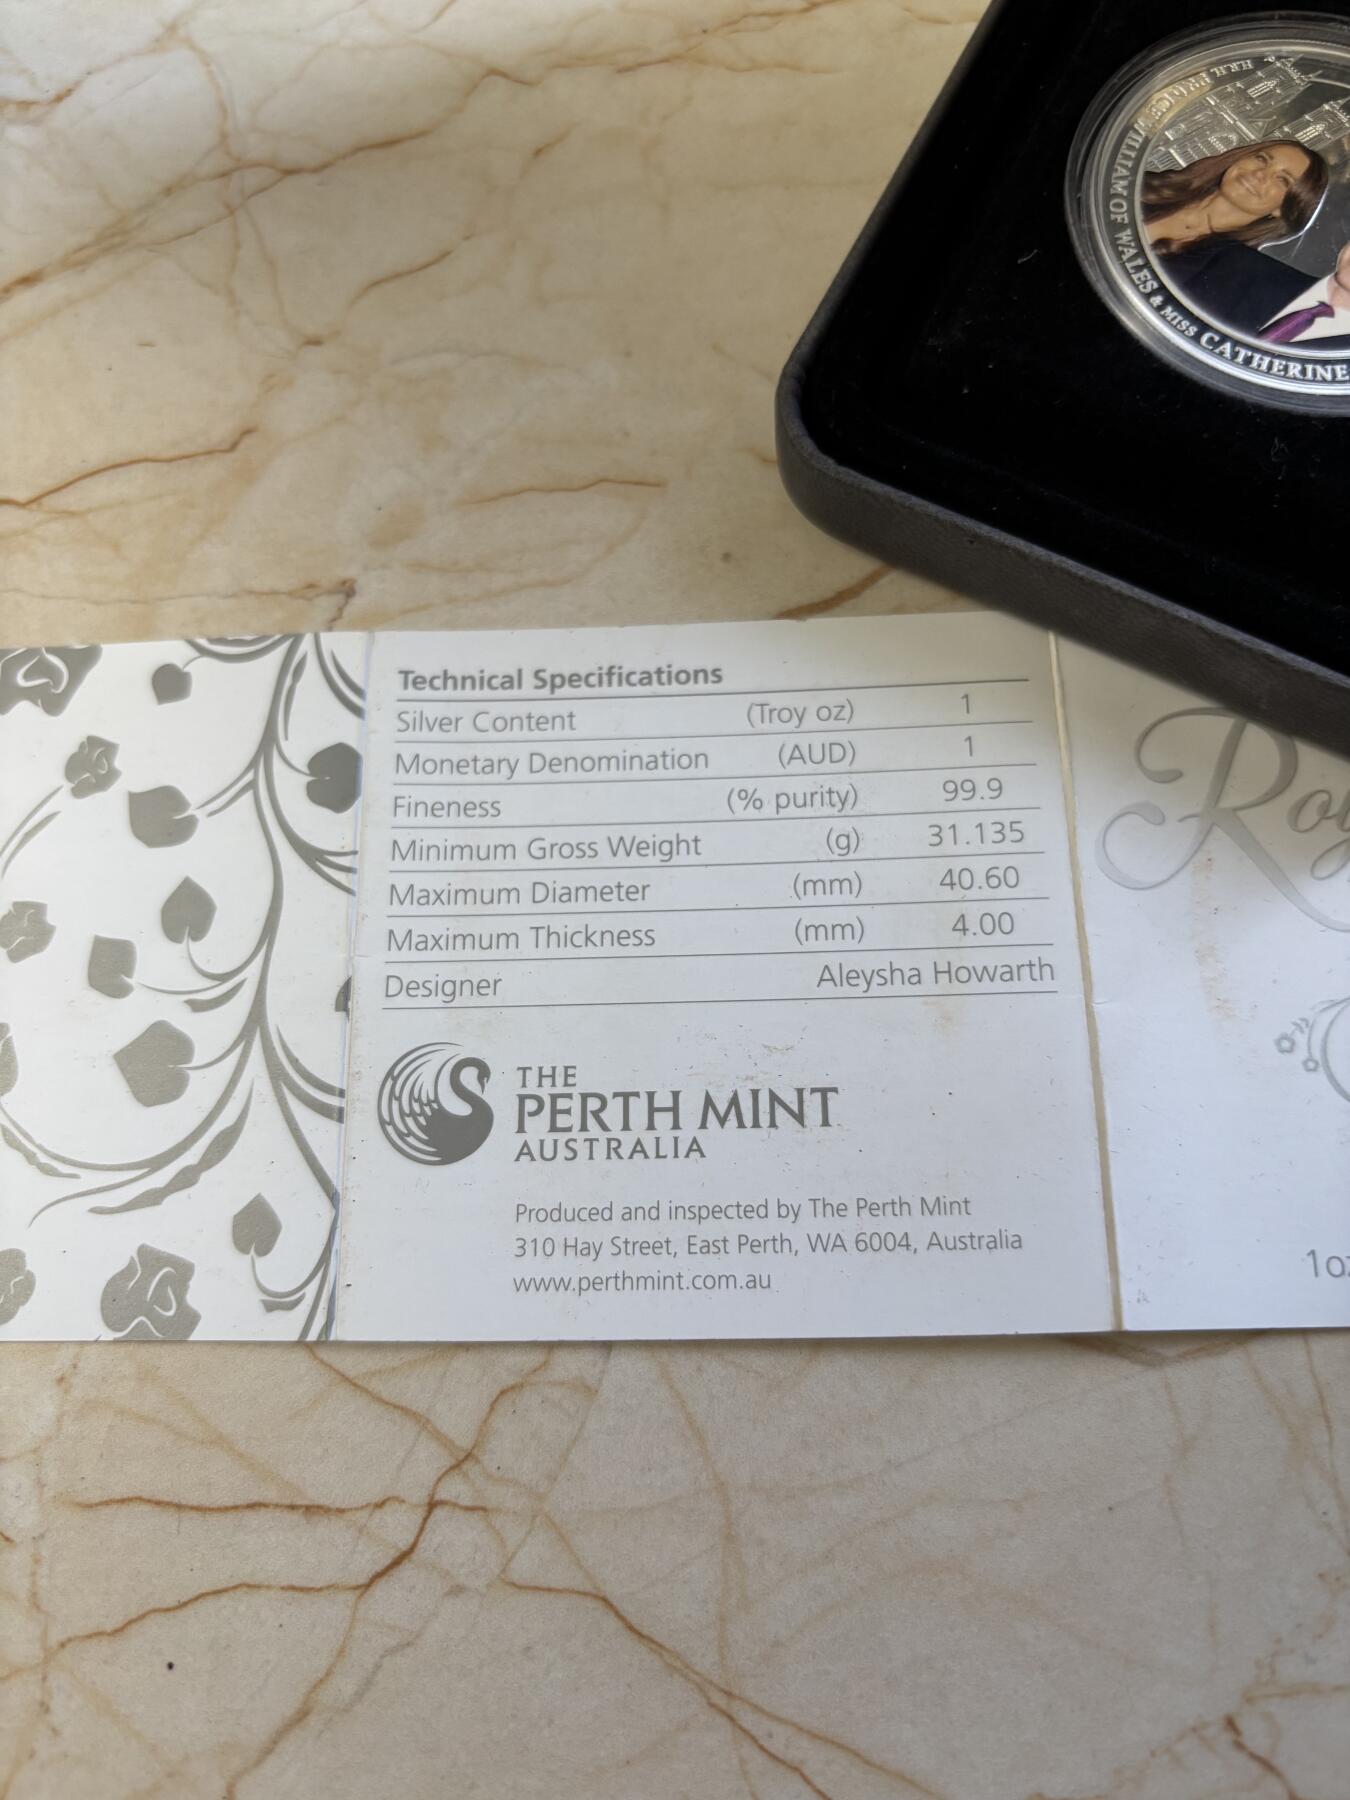 H.R.H. PRINCE WILLIAM OF WALES & MISS CATHERINE
Technical Specifications
Silver Content (Troy oz) 1
Monetary Denomination (AUD) 1
Fineness (% purity) 99.9
Minimum Gross Weight (g) 31.135
Maximum Diameter (mm) 40.60
Maximum Thickness (mm) 4.00
Designer Aleysha Howarth
THE
PERTH MINT
AUSTRALIA
Produced and inspected by The Perth Mint
310 Hay Street, East Perth, WA 6004, Australia
www.perthmint.com.au